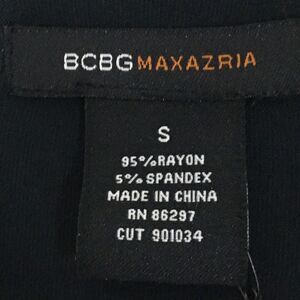 BCBGMAXAZRIA
S
95%RAYON
5%SPANDEX
MADE IN CHINA
RN 86297
CUT 901034